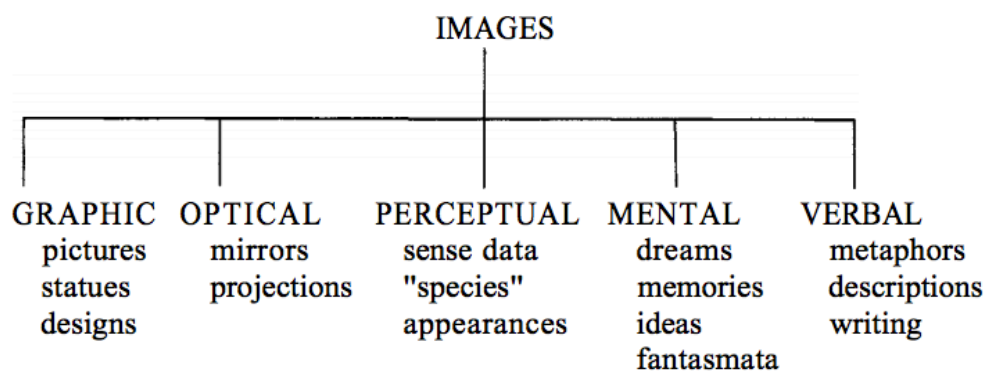 IMAGES
GRAPHIC OPTICAL PERCEPTUAL MENTAL VERBAL
pictures mirrors sense data dreams metaphors
statues projections "species" memories descriptions
designs appearances ideas writing
fantasmata